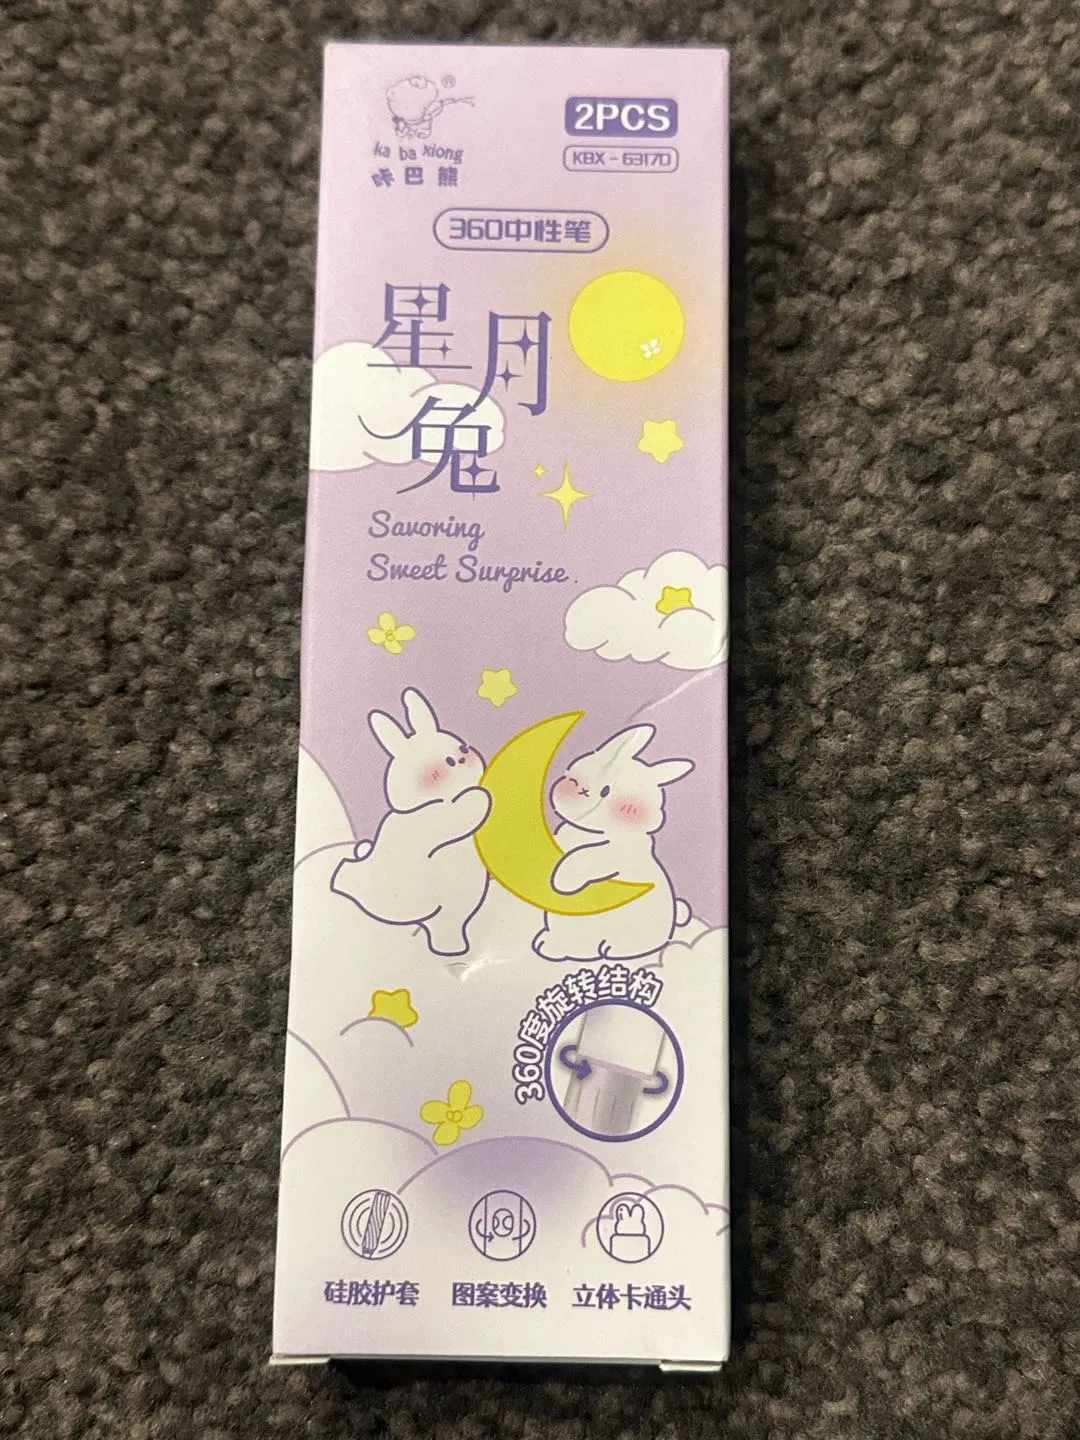 ®
ka ba xiong
咔巴熊
2PCS
KBX-63170
360中性笔
星月
兔
Savoring
Sweet Surprise.
360度旋转结构
硅胶护套
图案变换
立体卡通头